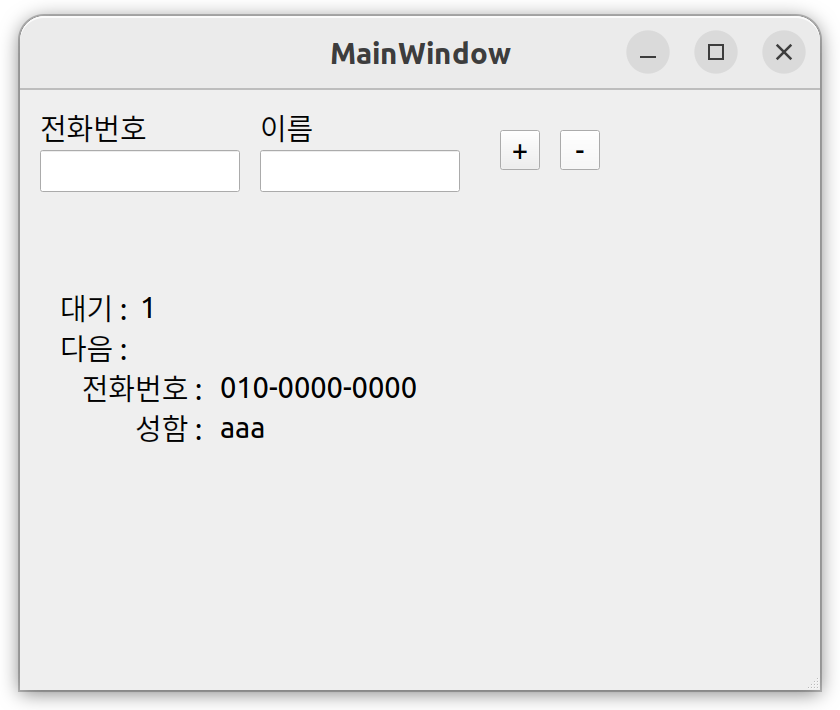 MainWindow
전화번호 이름
+ -
대기 : 1
다음 :
전화번호 : 010-0000-0000
성함 : aaa